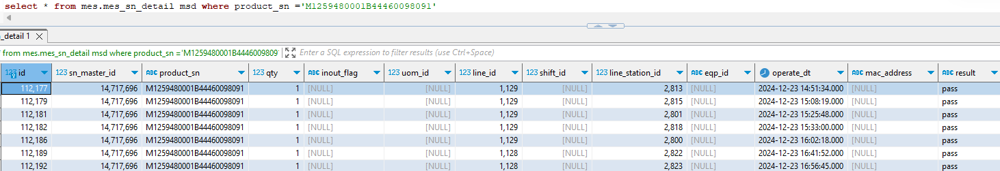 select * from mes.mes_sn_detail msd where product_sn ='M1259480001B44460098091'
_detail 1
from mes.mes_sn_detail msd where product_sn ='M1259480001B4446009809 Enter a SQL expression to filter results (use Ctrl+Space)
123 id 123 sn_master_id ABC product_sn 123 qty ABC inout_flag 123 uom_id 123 line_id 123 shift_id 123 line_station_id ABC eqp_id operate_dt ABC mac_address ABC result
112,177 14,717,696 M1259480001B44460098091 1 [NULL] [NULL] 1,129 [NULL] 2,813 [NULL] 2024-12-23 14:51:34.000 [NULL] pass
112,179 14,717,696 M1259480001B44460098091 1 [NULL] [NULL] 1,129 [NULL] 2,815 [NULL] 2024-12-23 15:08:19.000 [NULL] pass
112,181 14,717,696 M1259480001B44460098091 1 [NULL] [NULL] 1,129 [NULL] 2,801 [NULL] 2024-12-23 15:25:48.000 [NULL] pass
112,182 14,717,696 M1259480001B44460098091 1 [NULL] [NULL] 1,129 [NULL] 2,818 [NULL] 2024-12-23 15:33:00.000 [NULL] pass
112,186 14,717,696 M1259480001B44460098091 1 [NULL] [NULL] 1,129 [NULL] 2,800 [NULL] 2024-12-23 16:02:18.000 [NULL] pass
112,189 14,717,696 M1259480001B44460098091 1 [NULL] [NULL] 1,128 [NULL] 2,822 [NULL] 2024-12-23 16:41:52.000 [NULL] pass
112,192 14,717,696 M1259480001B44460098091 1 [NULL] [NULL] 1,128 [NULL] 2,823 [NULL] 2024-12-23 16:56:45.000 [NULL] pass